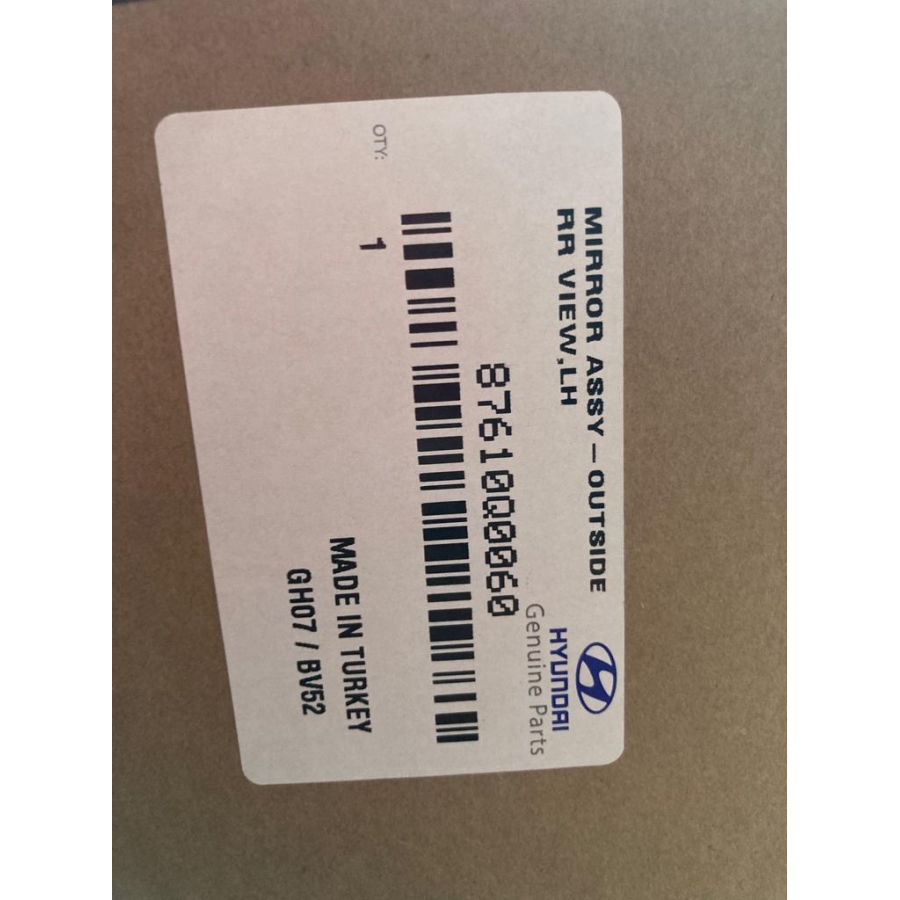 MIRROR ASSY – OUTSIDE
RR VIEW,LH
HYUNDAI
Genuine Parts
87610Q0060
QTY:
1
MADE IN TURKEY
GH07 / BV52